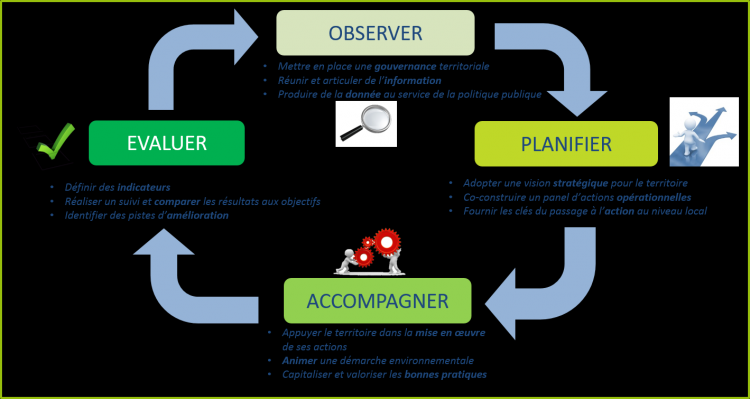 OBSERVER
• Mettre en place une gouvernance territoriale
• Réunir et articuler de l'information
• Produire de la donnée au service de la politique publique
PLANIFIER
• Adopter une vision stratégique pour le territoire
• Co-construire un panel d'actions opérationnelles
• Fournir les clés du passage à l'action au niveau local
ACCOMPAGNER
• Appuyer le territoire dans la mise en œuvre
de ses actions
• Animer une démarche environnementale
• Capitaliser et valoriser les bonnes pratiques
EVALUER
• Définir des indicateurs
• Réaliser un suivi et comparer les résultats aux objectifs
• Identifier des pistes d'amélioration